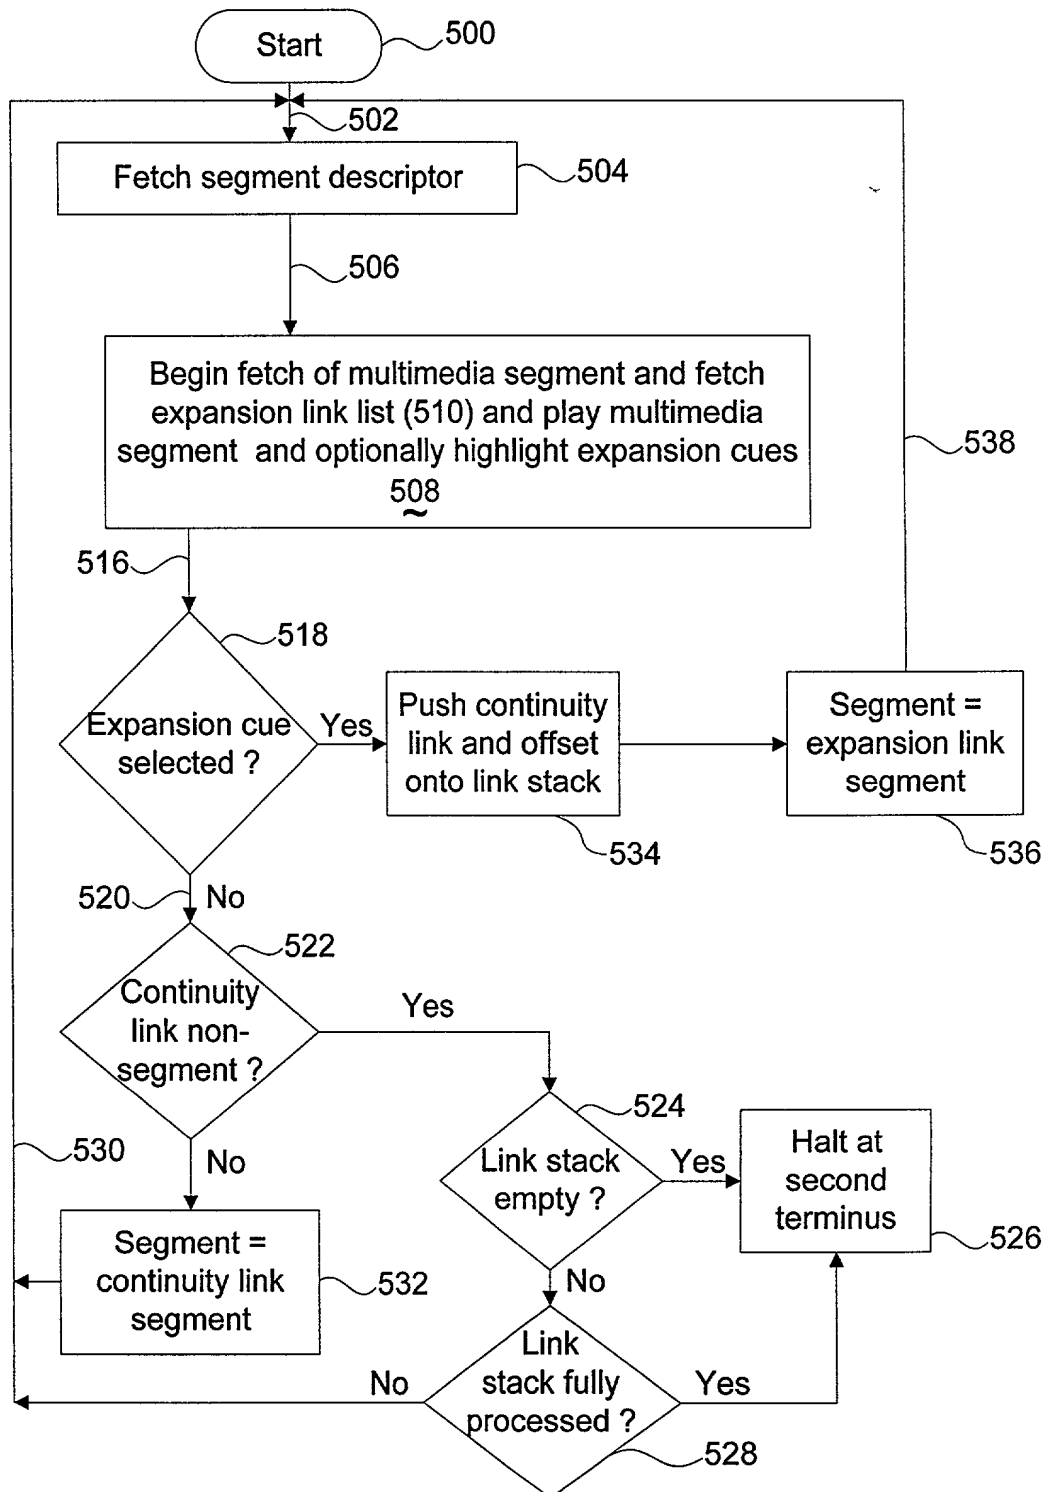 Start
500
502
Fetch segment descriptor
504
506
Begin fetch of multimedia segment and fetch
expansion link list (510) and play multimedia
segment and optionally highlight expansion cues
508
538
516
518
Expansion cue
selected ?
Yes
Push continuity
link and offset
onto link stack
534
Segment =
expansion link
segment
536
520
No
522
Continuity
link non-
segment ?
Yes
524
Link stack
empty ?
Yes
Halt at
second
terminus
526
530
No
Segment =
continuity link
segment
532
No
Link
stack fully
processed ?
No
Yes
528